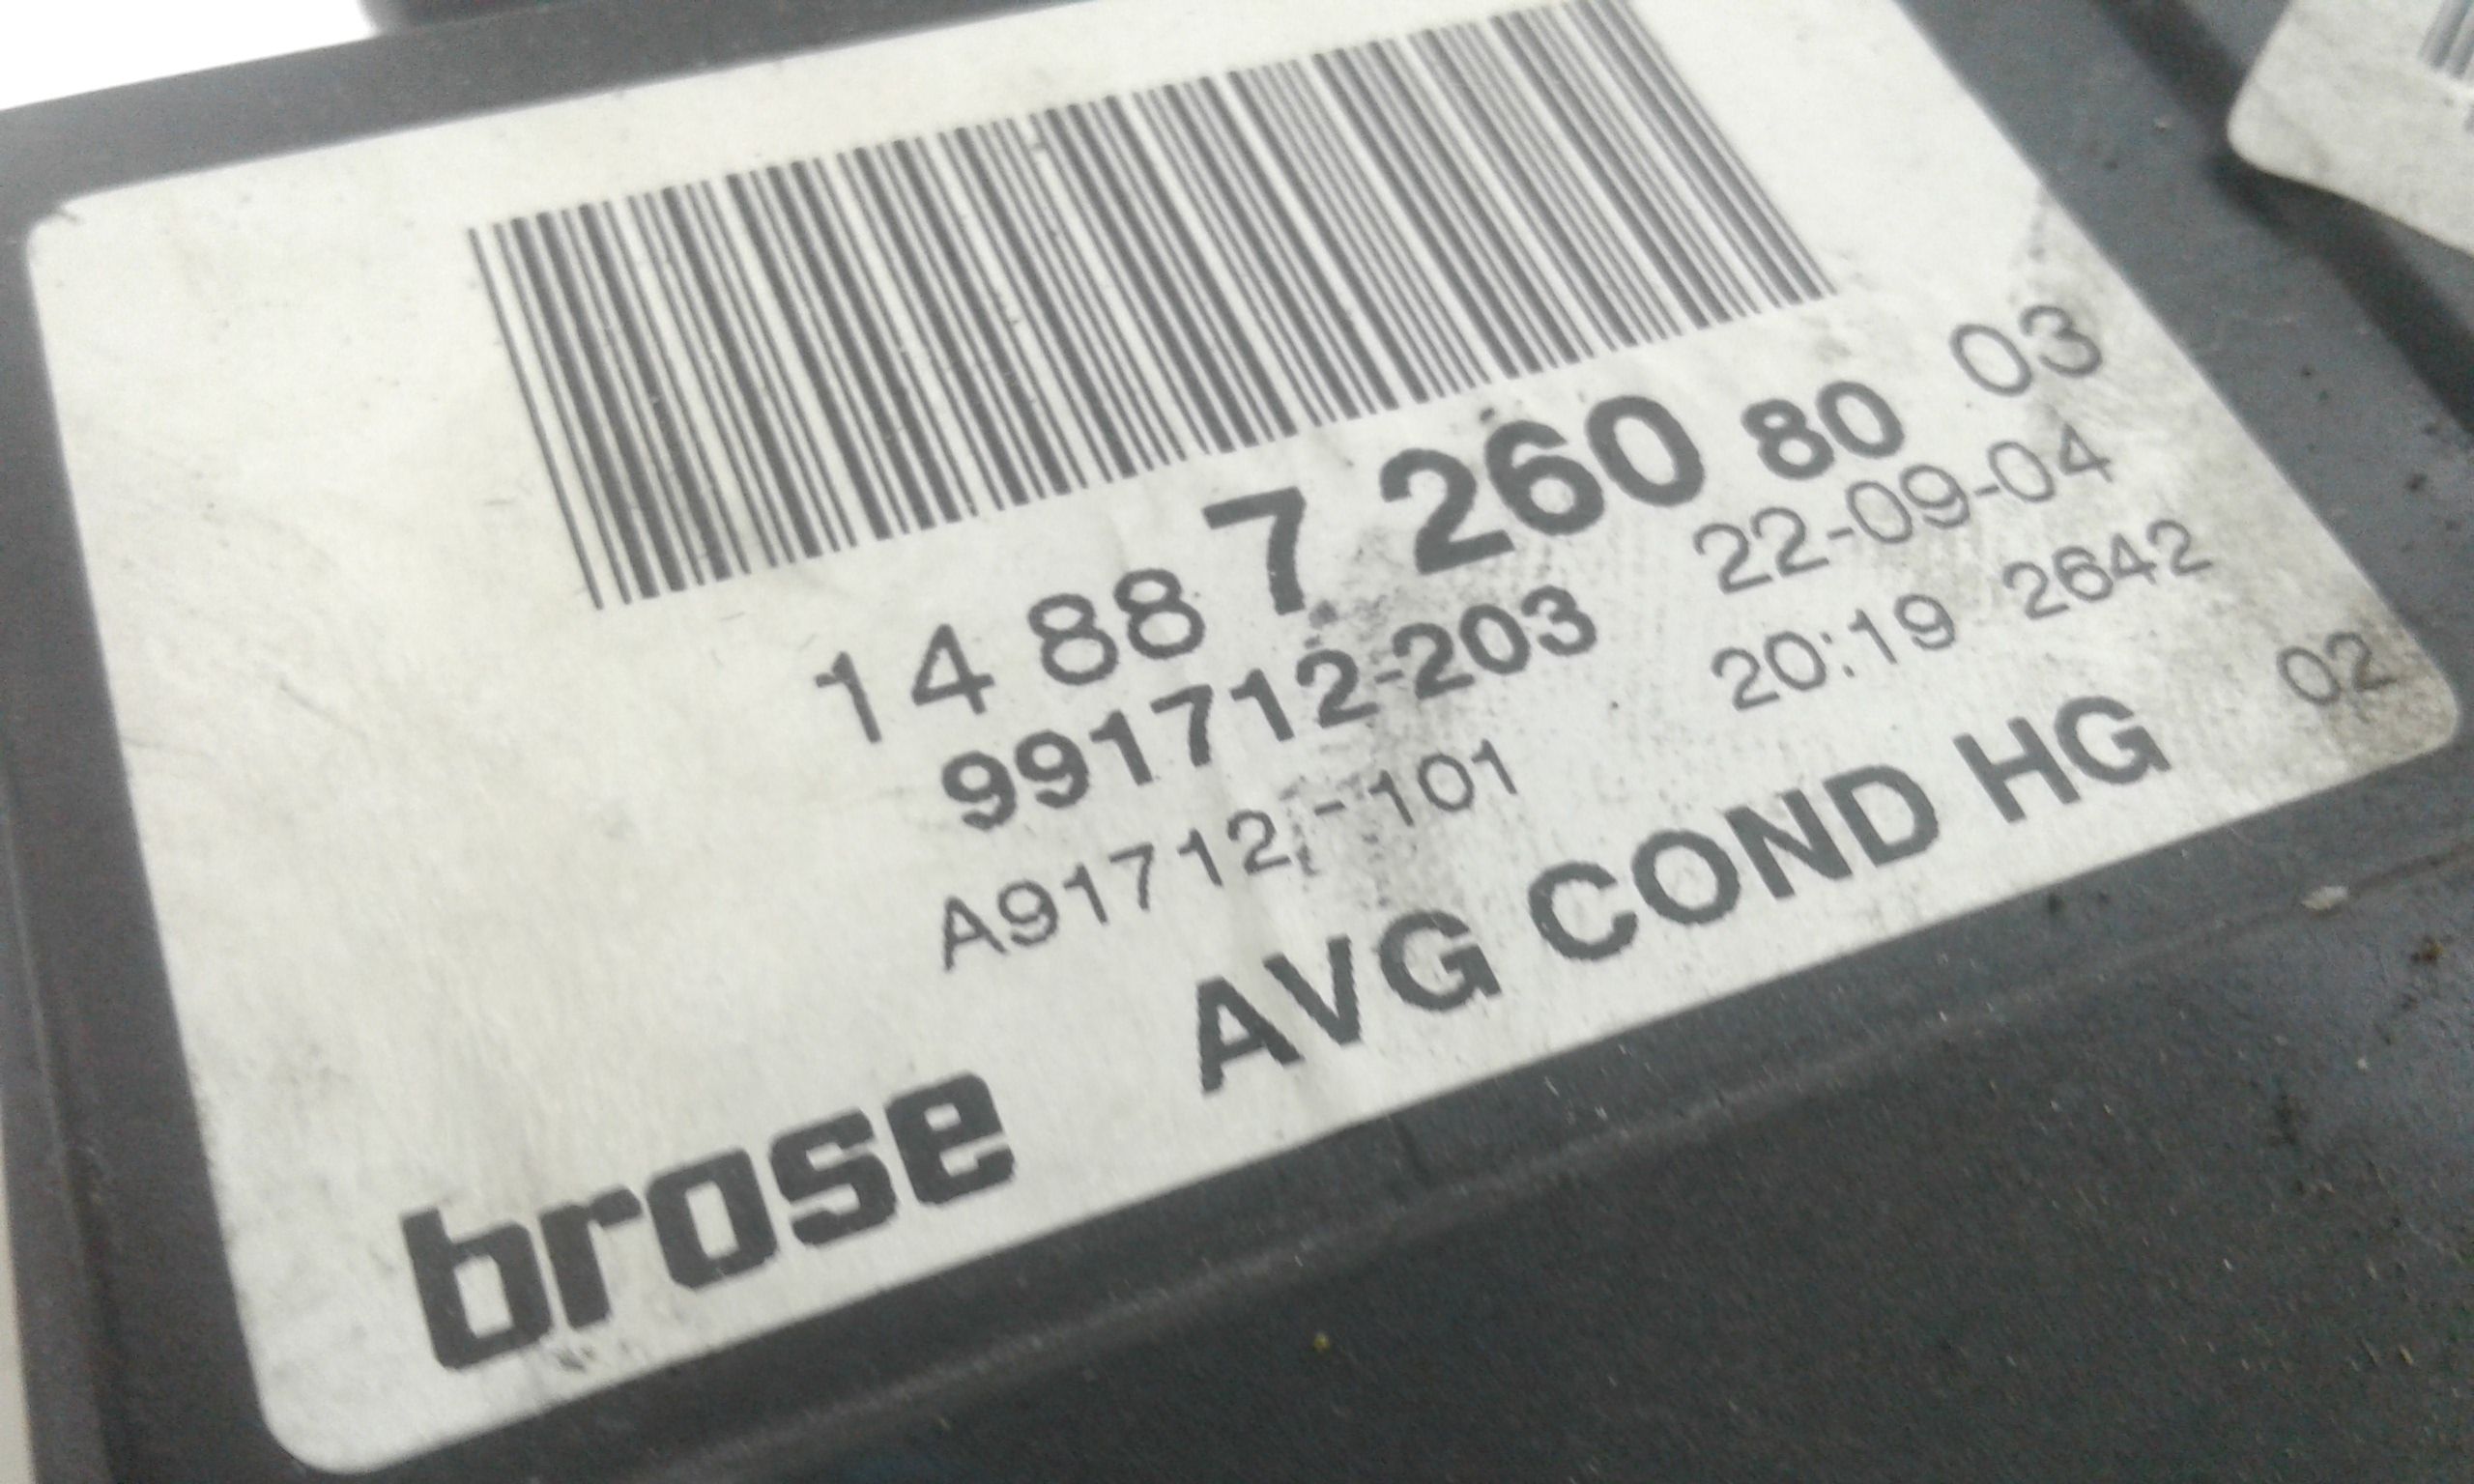 14 88 7 260 80 03
991712-203 22-09-04
A91712 -101 20:19 2642
02
brose AVG COND HG